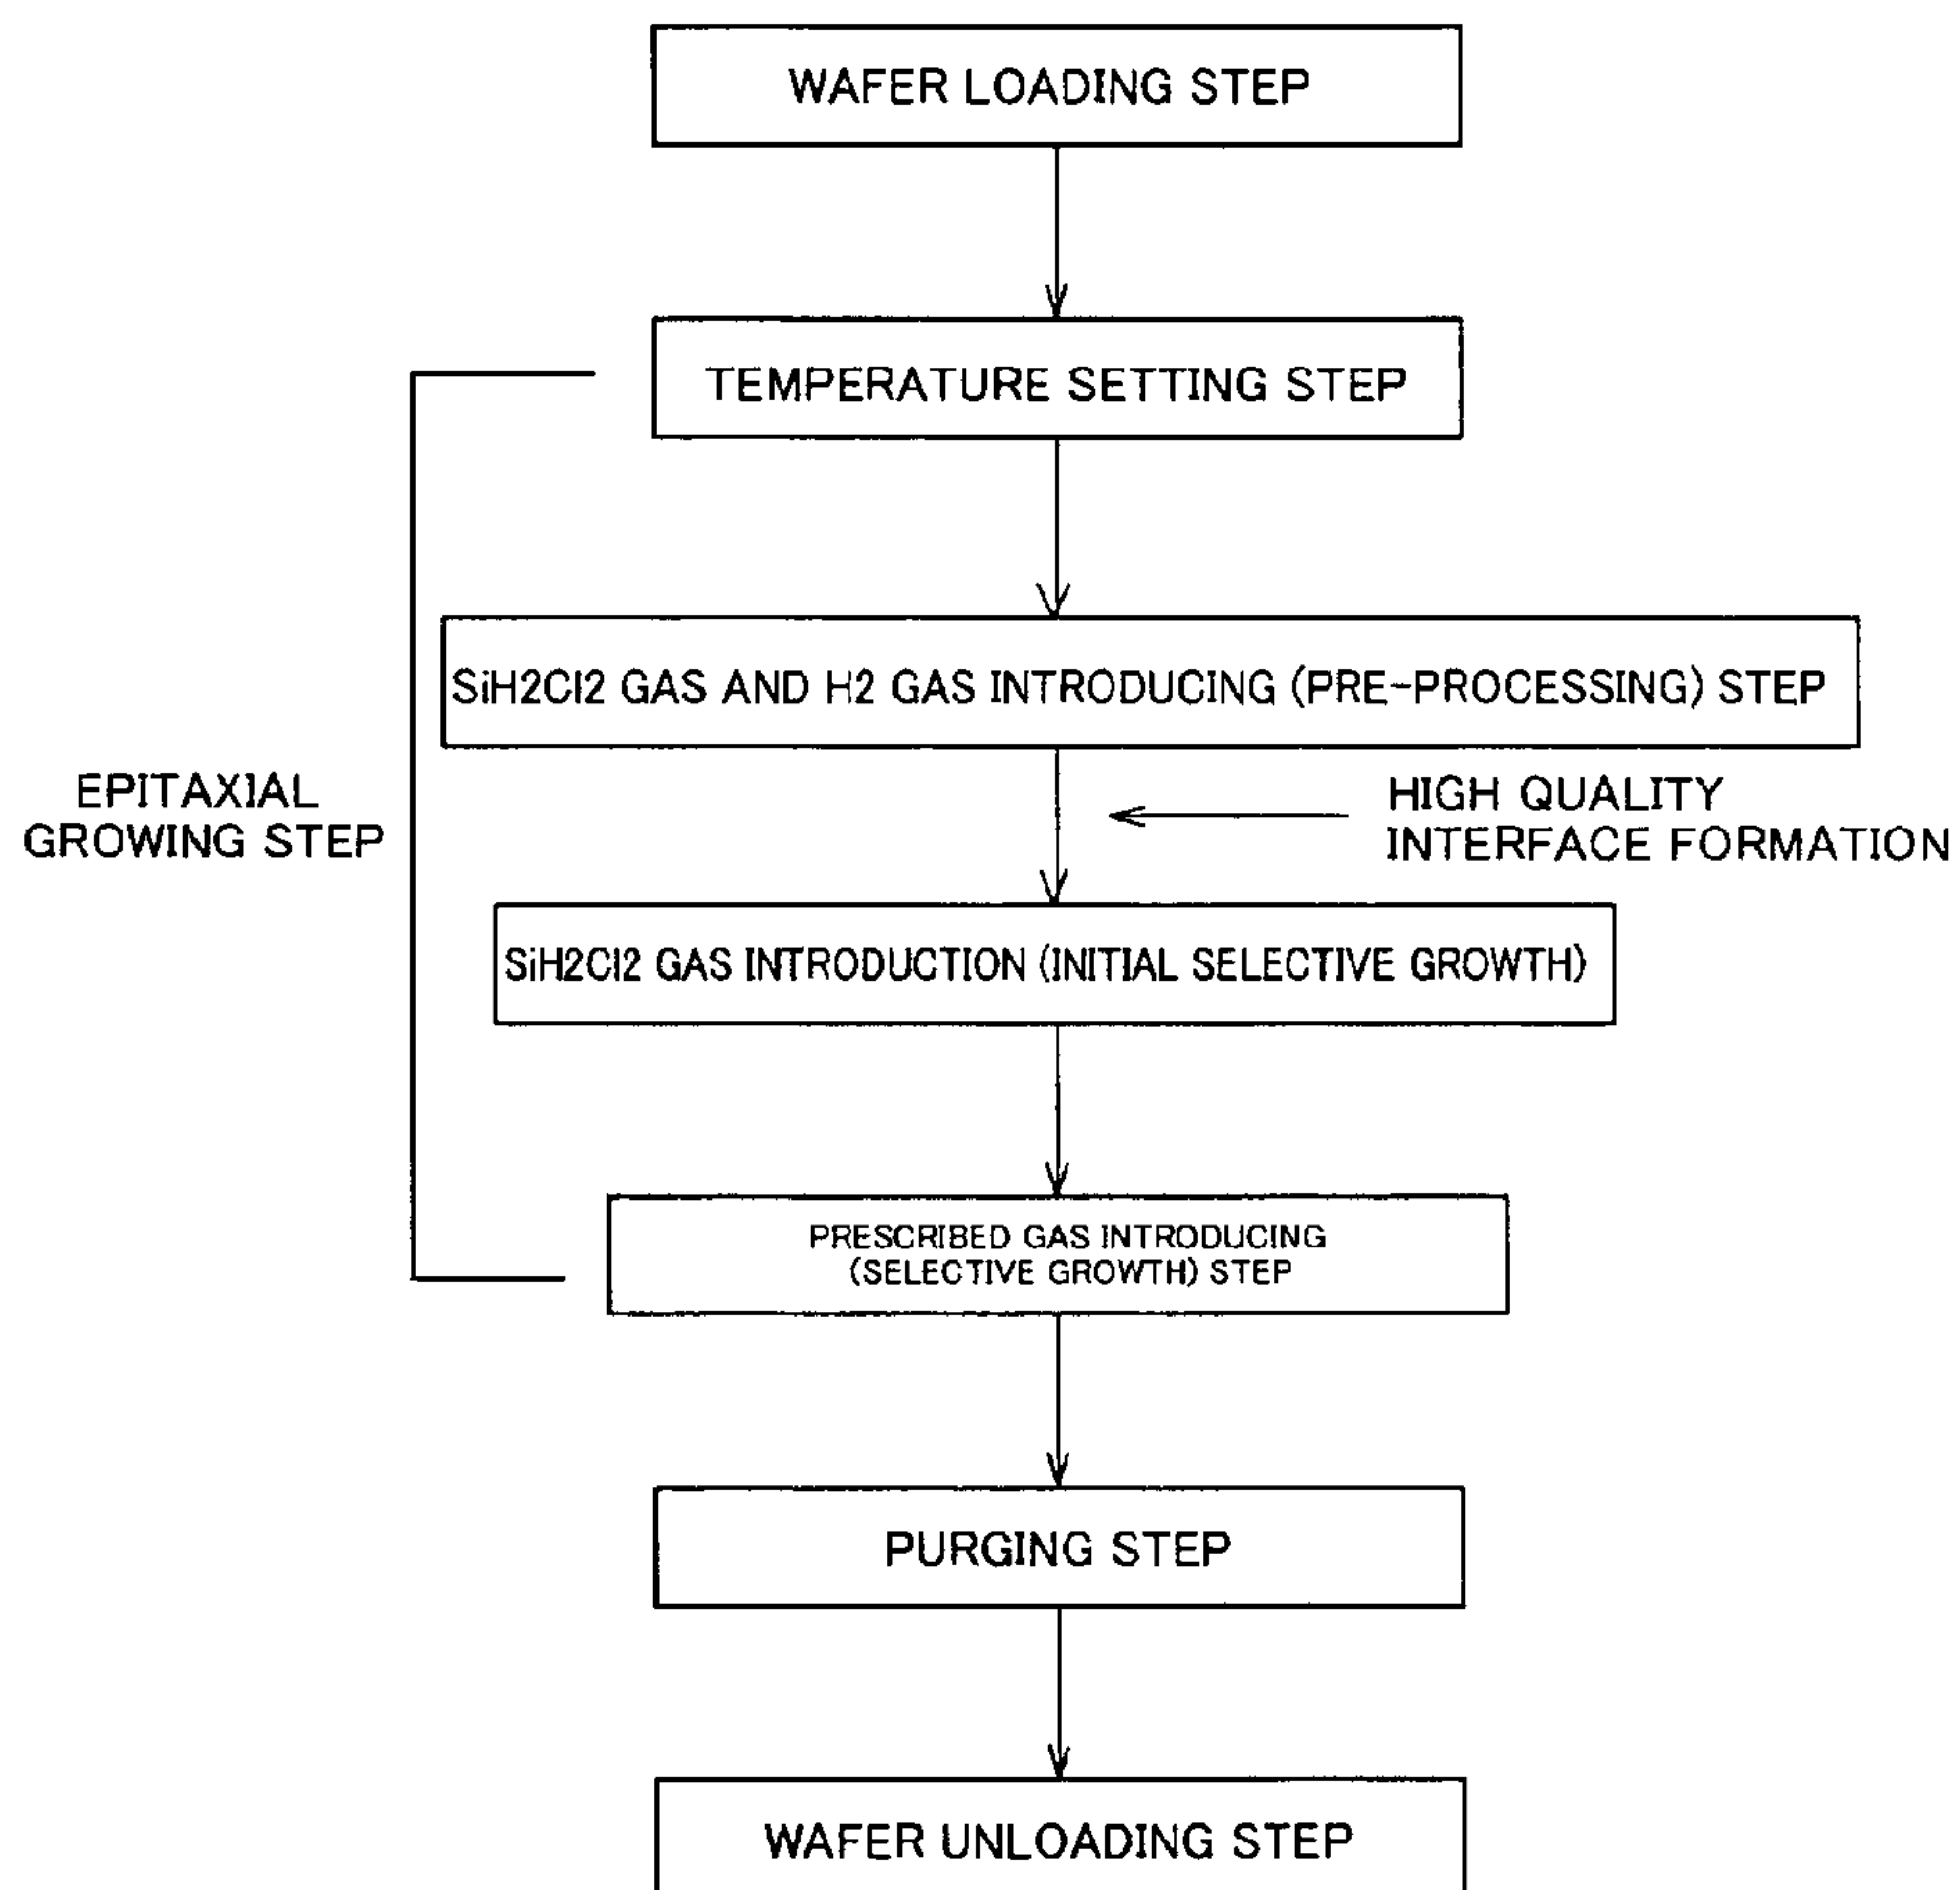 WAFER LOADING STEP
TEMPERATURE SETTING STEP
SiH2Cl2 GAS AND H2 GAS INTRODUCING (PRE-PROCESSING) STEP
EPITAXIAL
GROWING STEP
HIGH QUALITY
INTERFACE FORMATION
SiH2Cl2 GAS INTRODUCTION (INITIAL SELECTIVE GROWTH)
PRESCRIBED GAS INTRODUCING
(SELECTIVE GROWTH) STEP
PURGING STEP
WAFER UNLOADING STEP